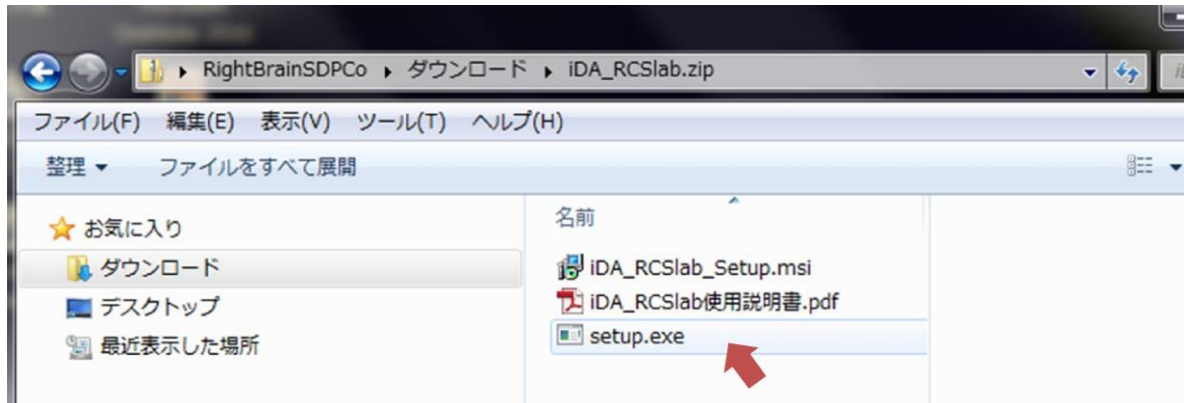 RightBrainSDPCo ▸ ダウンロード ▸ iDA_RCSlab.zip
ファイル(F) 編集(E) 表示(V) ツール(T) ヘルプ(H)
整理 ファイルをすべて展開
お気に入り
ダウンロード
デスクトップ
最近表示した場所
名前
iDA_RCSlab_Setup.msi
iDA_RCSlab使用説明書.pdf
setup.exe